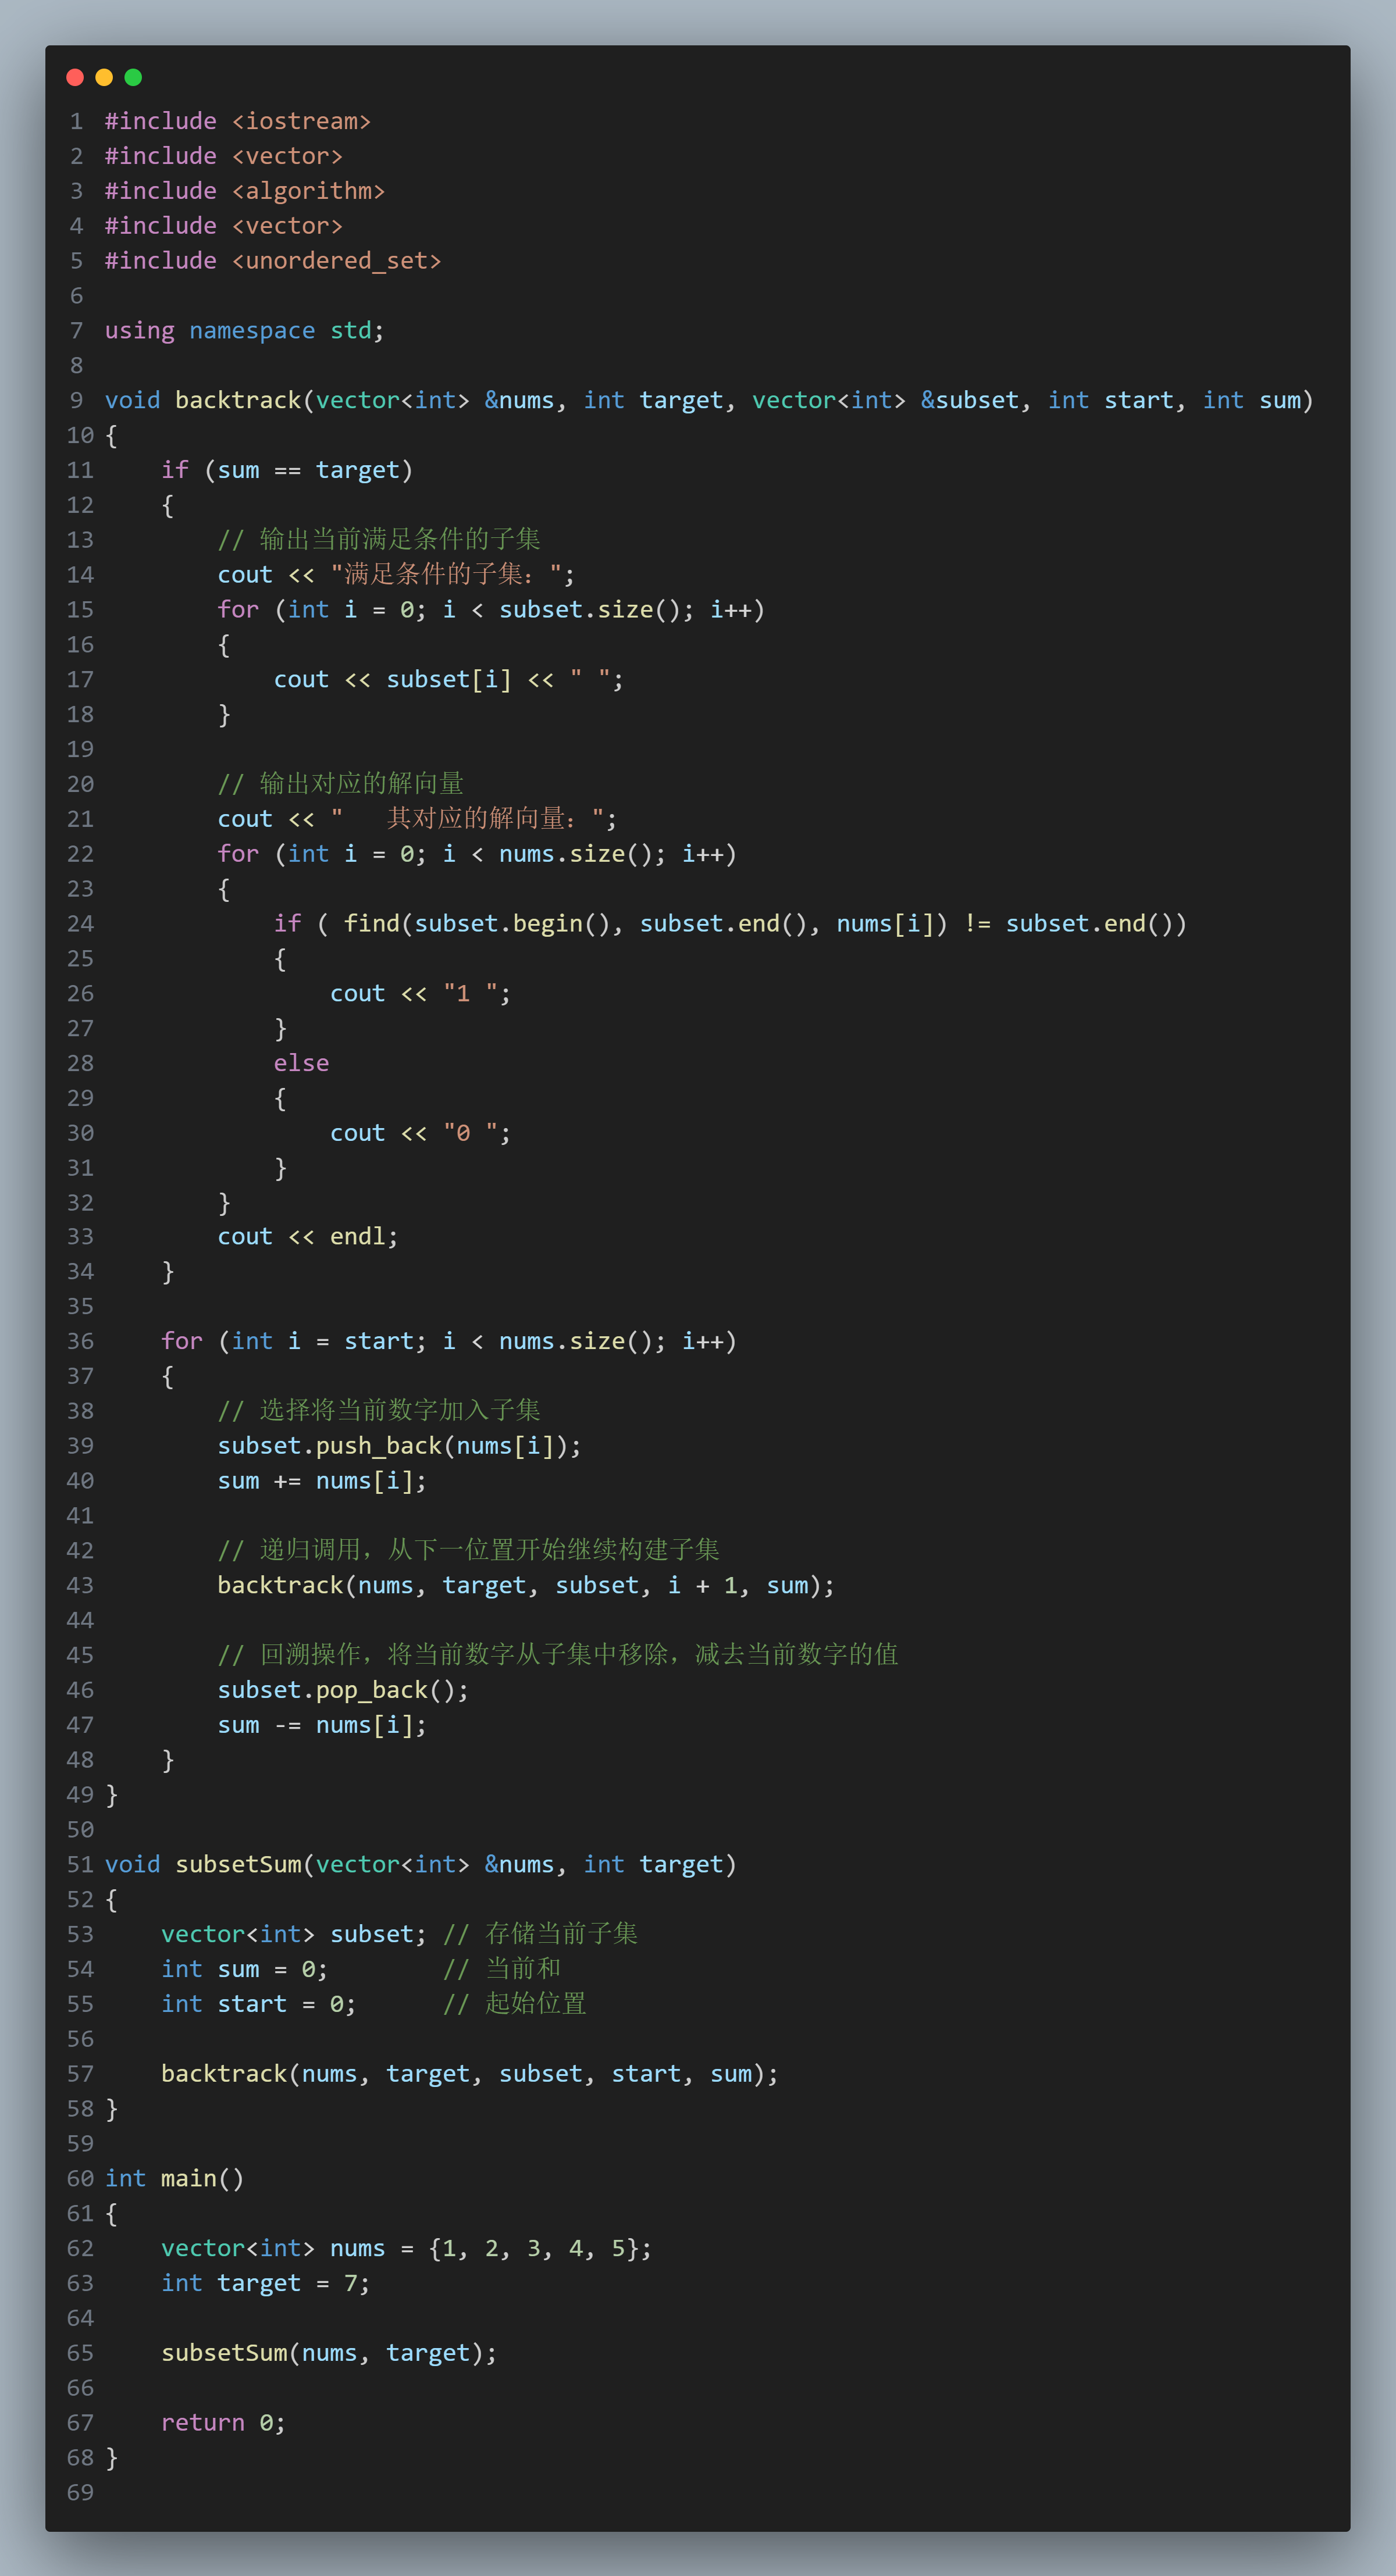 1 #include <iostream>
2 #include <vector>
3 #include <algorithm>
4 #include <vector>
5 #include <unordered_set>
6
7 using namespace std;
8
9 void backtrack(vector<int> &nums, int target, vector<int> &subset, int start, int sum)
10 {
11     if (sum == target)
12     {
13         // 输出当前满足条件的子集
14         cout << "满足条件的子集：";
15         for (int i = 0; i < subset.size(); i++)
16         {
17             cout << subset[i] << " ";
18         }
19
20         // 输出对应的解向量
21         cout << "   其对应的解向量：";
22         for (int i = 0; i < nums.size(); i++)
23         {
24             if ( find(subset.begin(), subset.end(), nums[i]) != subset.end())
25             {
26                 cout << "1 ";
27             }
28             else
29             {
30                 cout << "0 ";
31             }
32         }
33         cout << endl;
34     }
35
36     for (int i = start; i < nums.size(); i++)
37     {
38         // 选择将当前数字加入子集
39         subset.push_back(nums[i]);
40         sum += nums[i];
41
42         // 递归调用，从下一位置开始继续构建子集
43         backtrack(nums, target, subset, i + 1, sum);
44
45         // 回溯操作，将当前数字从子集中移除，减去当前数字的值
46         subset.pop_back();
47         sum -= nums[i];
48     }
49 }
50
51 void subsetSum(vector<int> &nums, int target)
52 {
53     vector<int> subset; // 存储当前子集
54     int sum = 0;        // 当前和
55     int start = 0;      // 起始位置
56
57     backtrack(nums, target, subset, start, sum);
58 }
59
60 int main()
61 {
62     vector<int> nums = {1, 2, 3, 4, 5};
63     int target = 7;
64
65     subsetSum(nums, target);
66
67     return 0;
68 }
69